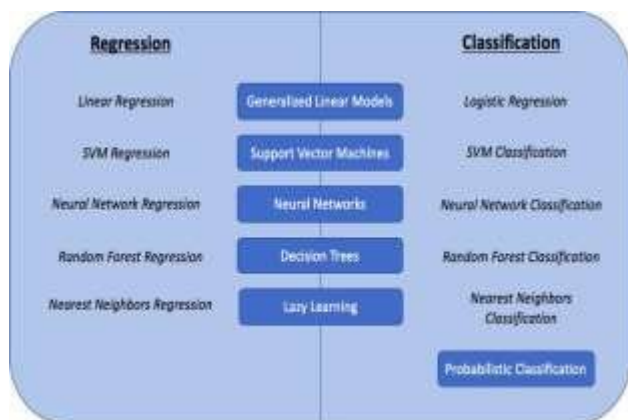 Regression
Classification
Linear Regression
Generalized Linear Models
Logistic Regression
SVM Regression
Support Vector Machines
SVM Classification
Neural Network Regression
Neural Networks
Neural Network Classification
Random Forest Regression
Decision Trees
Random Forest Classification
Nearest Neighbors Regression
Lazy Learning
Nearest Neighbors
Classification
Probabilistic Classification